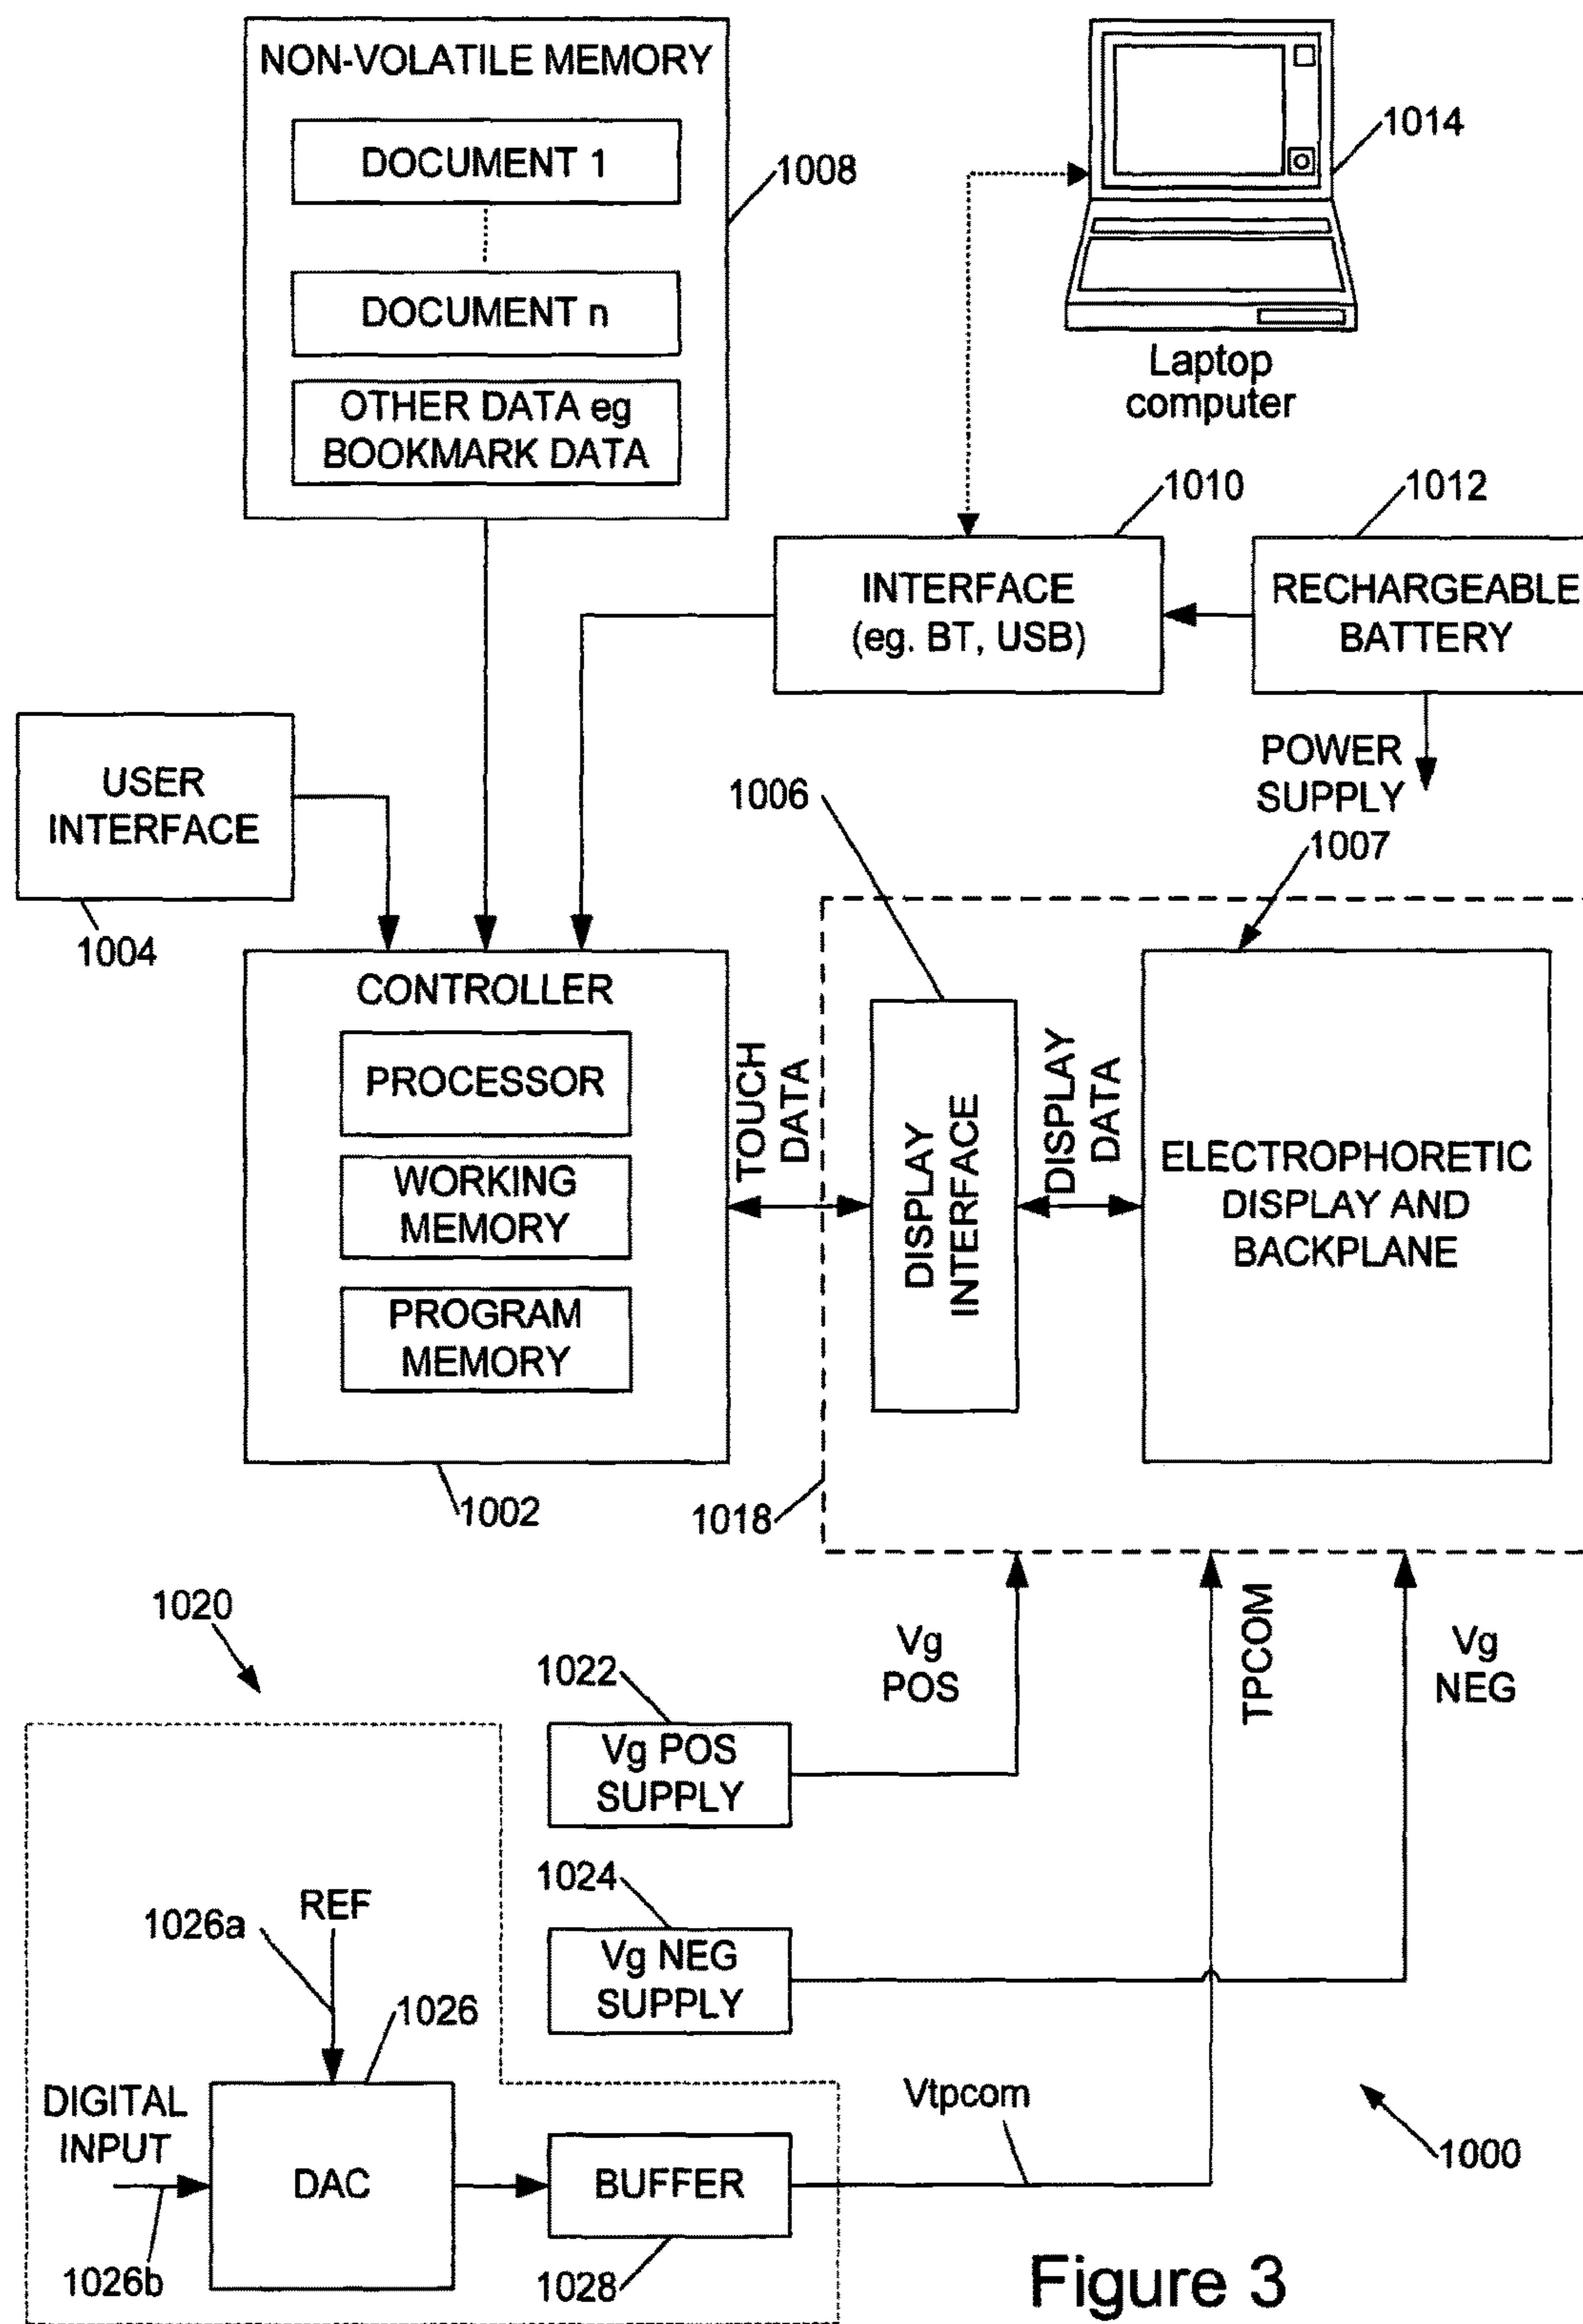 NON-VOLATILE MEMORY
DOCUMENT 1
DOCUMENT n
OTHER DATA eg
BOOKMARK DATA
1008
1014
Laptop
computer
1010
1012
INTERFACE
(eg. BT, USB)
RECHARGEABLE
BATTERY
POWER
SUPPLY
USER
INTERFACE
1004
1006
1007
CONTROLLER
PROCESSOR
WORKING
MEMORY
PROGRAM
MEMORY
1002
TOUCH
DATA
DISPLAY
INTERFACE
DISPLAY
DATA
ELECTROPHORETIC
DISPLAY AND
BACKPLANE
1018
1020
1022
Vg POS
SUPPLY
Vg
POS
TPCOM
Vg
NEG
1024
Vg NEG
SUPPLY
REF
1026a
1026
DIGITAL
INPUT
DAC
1026b
BUFFER
1028
Vtpcom
1000
Figure 3